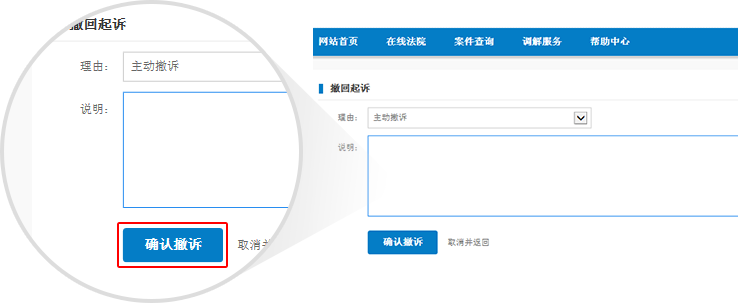 撤回起诉
理由： 主动撤诉
说明：
确认撤诉 取消并
网站首页 在线法院 案件查询 调解服务 帮助中心
撤回起诉
理由： 主动撤诉
说明：
确认撤诉 取消并返回